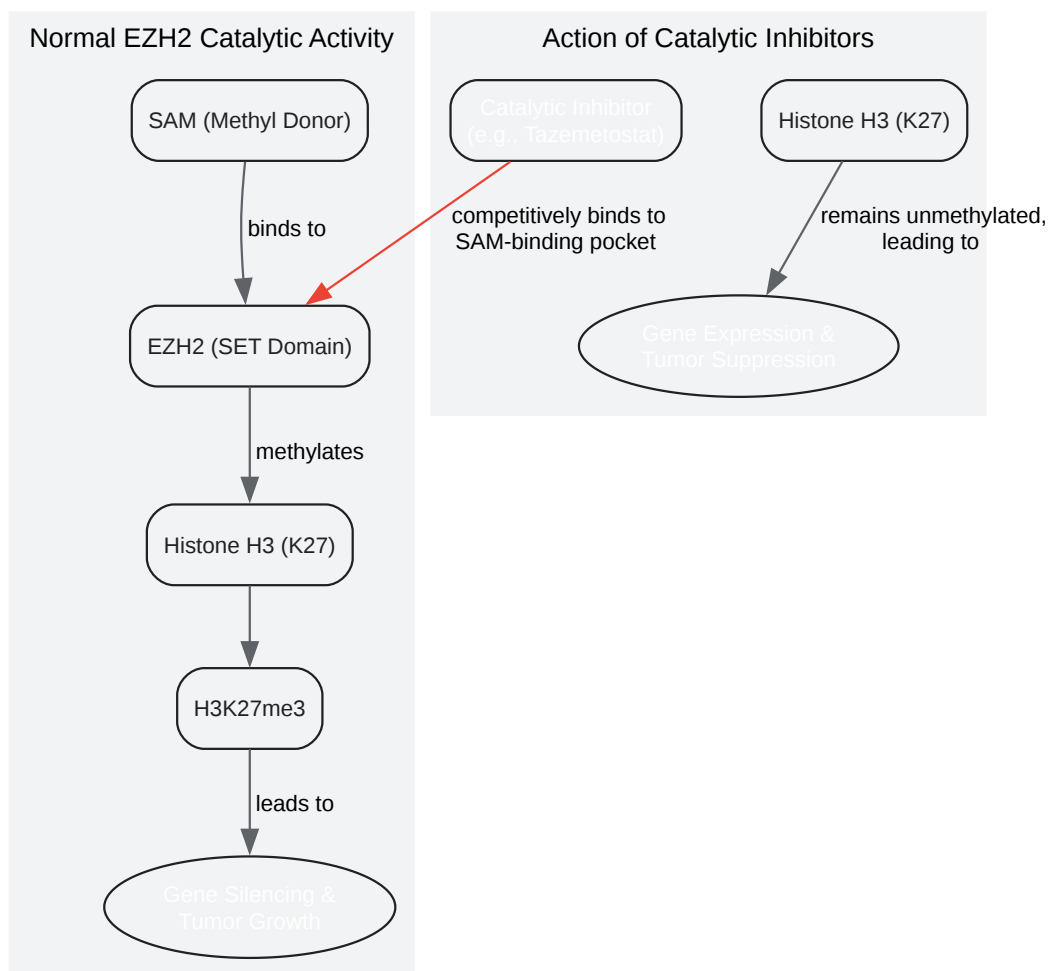 Normal EZH2 Catalytic Activity
SAM (Methyl Donor)
binds to
EZH2 (SET Domain)
methylates
Histone H3 (K27)
H3K27me3
leads to
Gene Silencing &
Tumor Growth
Action of Catalytic Inhibitors
Catalytic Inhibitor
(e.g., Tazemetostat)
competitively binds to
SAM-binding pocket
Histone H3 (K27)
remains unmethylated,
leading to
Gene Expression &
Tumor Suppression